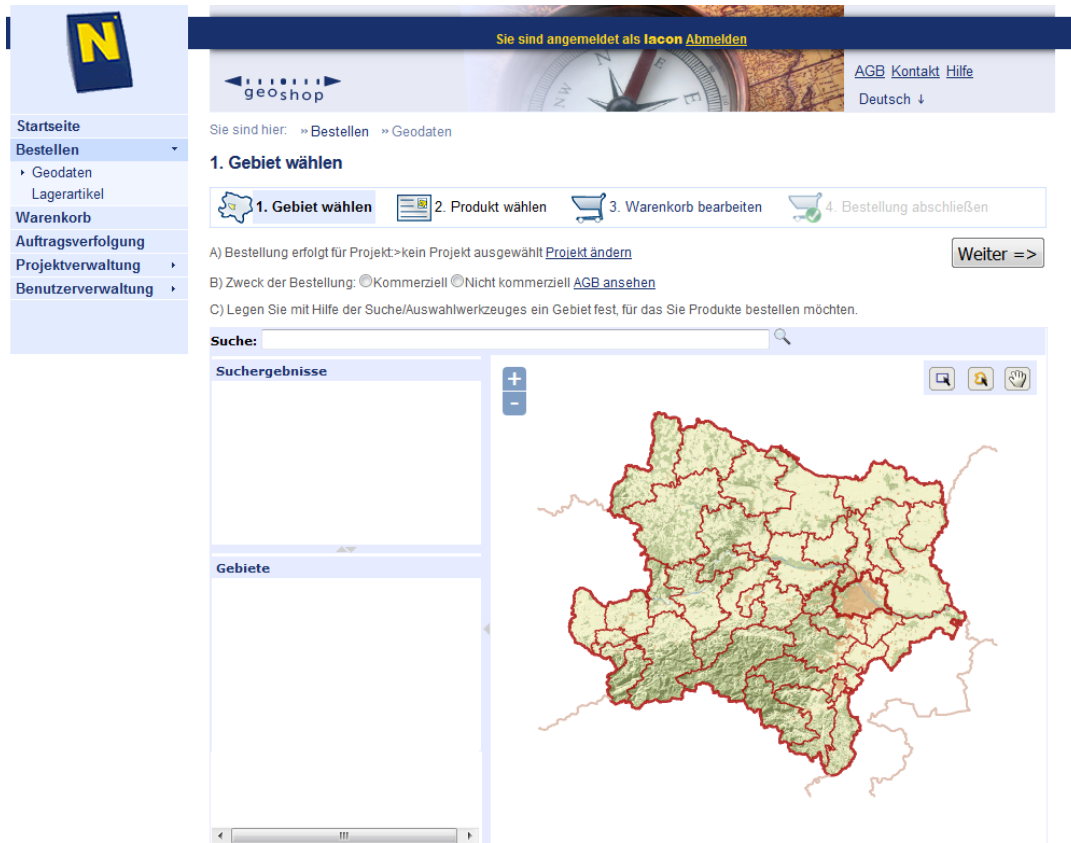 N
Sie sind angemeldet als lacon Abmelden
geoshop
AGB Kontakt Hilfe
Deutsch ↓
Startseite
Bestellen
Geodaten
Lagerartikel
Warenkorb
Auftragsverfolgung
Projektverwaltung
Benutzerverwaltung
Sie sind hier: » Bestellen » Geodaten
1. Gebiet wählen
1. Gebiet wählen 2. Produkt wählen 3. Warenkorb bearbeiten 4. Bestellung abschließen
A) Bestellung erfolgt für Projekt:>kein Projekt ausgewählt Projekt ändern
Weiter =>
B) Zweck der Bestellung: Kommerziell Nicht kommerziell AGB ansehen
C) Legen Sie mit Hilfe der Suche/Auswahlwerkzeuges ein Gebiet fest, für das Sie Produkte bestellen möchten.
Suche:
Suchergebnisse
+
-
Gebiete
N E NW E